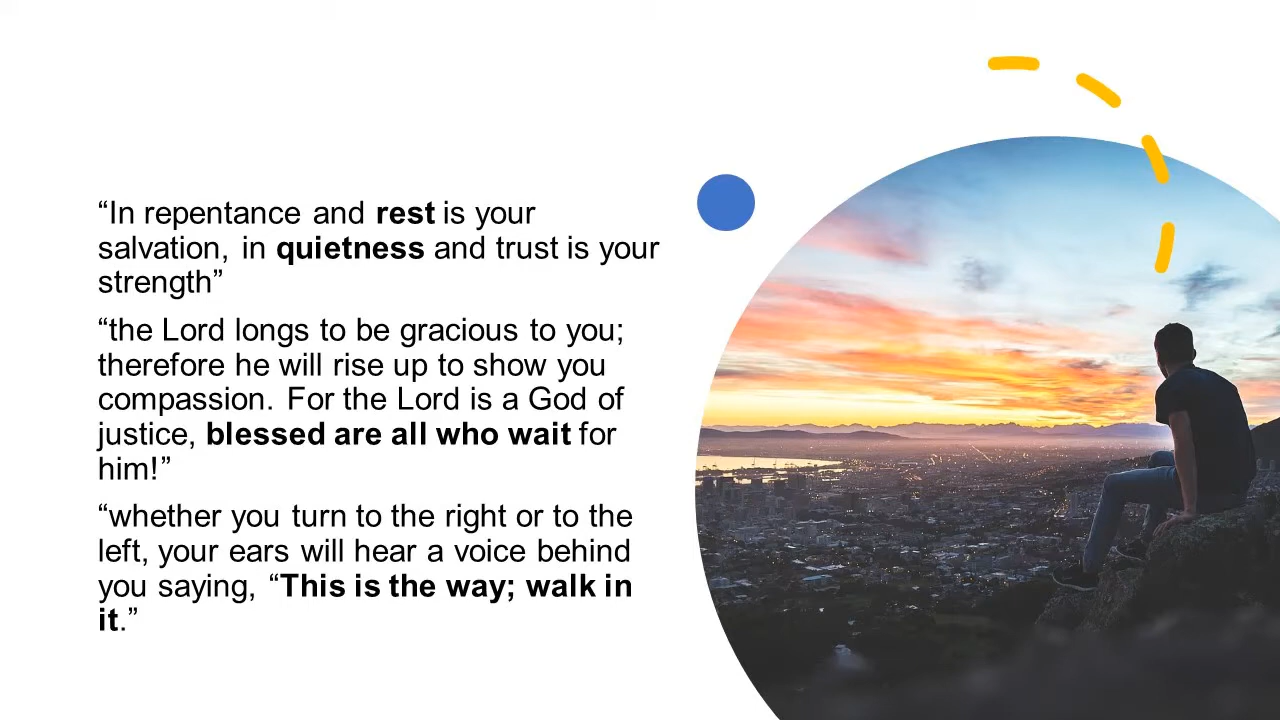 “In repentance and rest is your
salvation, in quietness and trust is your
strength”
“the Lord longs to be gracious to you;
therefore he will rise up to show you
compassion. For the Lord is a God of
justice, blessed are all who wait for
him!”
“whether you turn to the right or to the
left, your ears will hear a voice behind
you saying, “This is the way; walk in
it.”